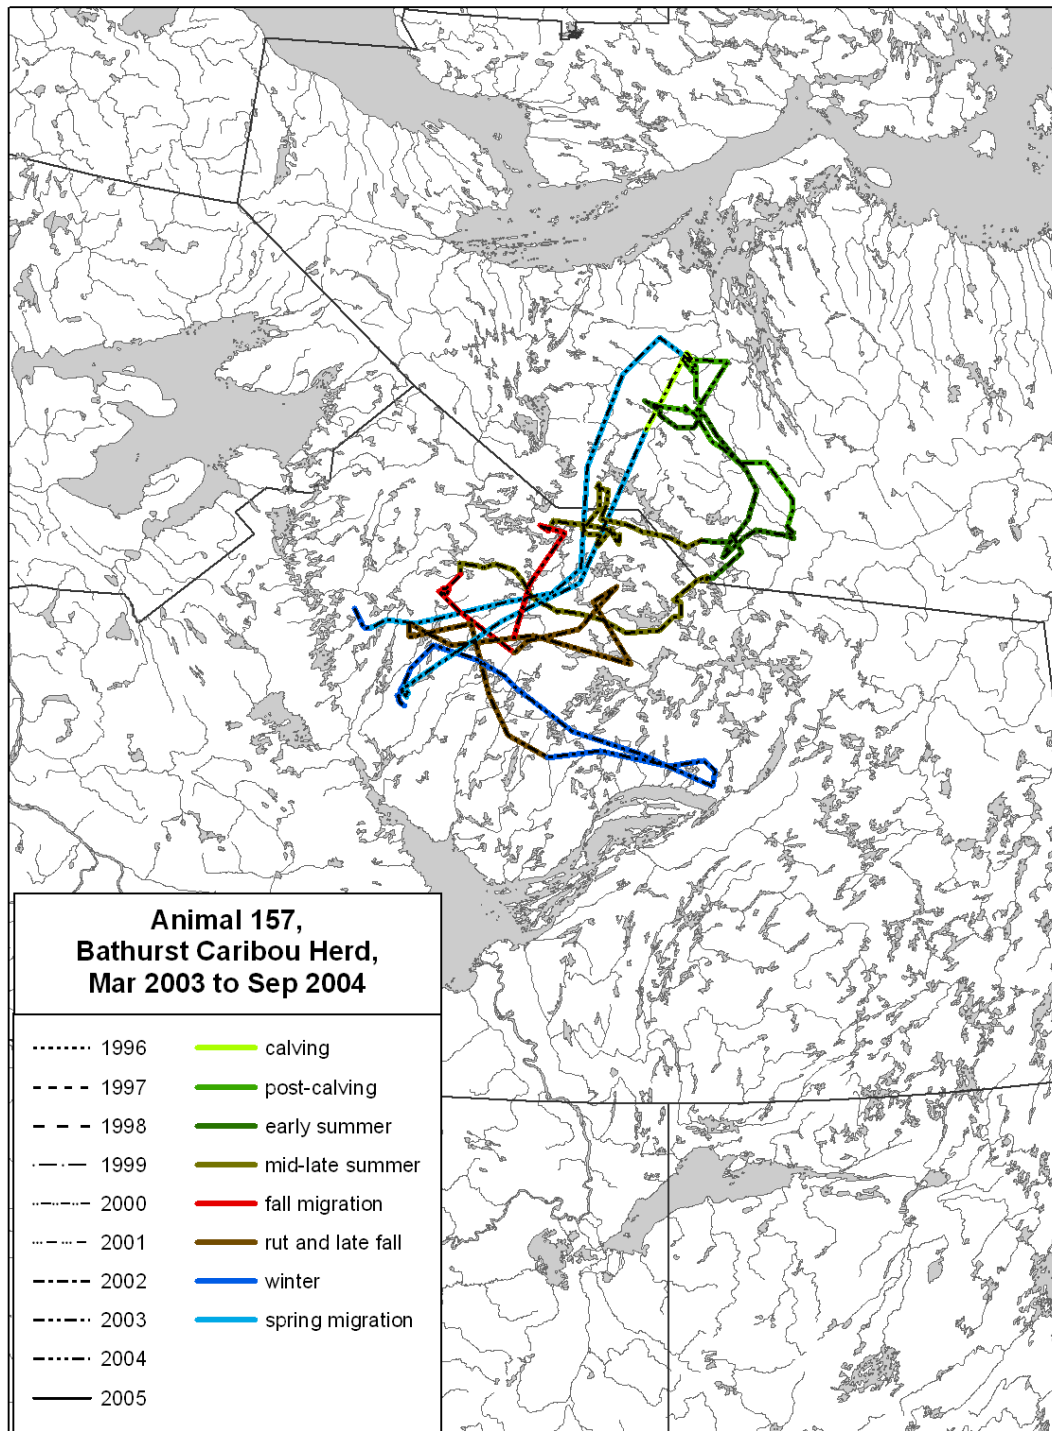 Animal 157,
Bathurst Caribou Herd,
Mar 2003 to Sep 2004
1996 calving
1997 post-calving
1998 early summer
1999 mid-late summer
2000 fall migration
2001 rut and late fall
2002 winter
2003 spring migration
2004
2005